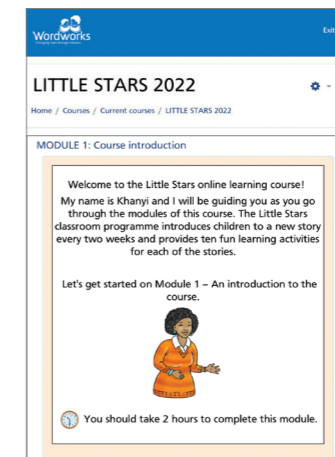 Wordworks
Changing lives through literacy
Exit
LITTLE STARS 2022
Home / Courses / Current courses / LITTLE STARS 2022
MODULE 1: Course introduction
Welcome to the Little Stars online learning course!
My name is Khanyi and I will be guiding you as you go
through the modules of this course. The Little Stars
classroom programme introduces children to a new story
every two weeks and provides ten fun learning activities
for each of the stories.
Let's get started on Module 1 – An introduction to the
course.
You should take 2 hours to complete this module.